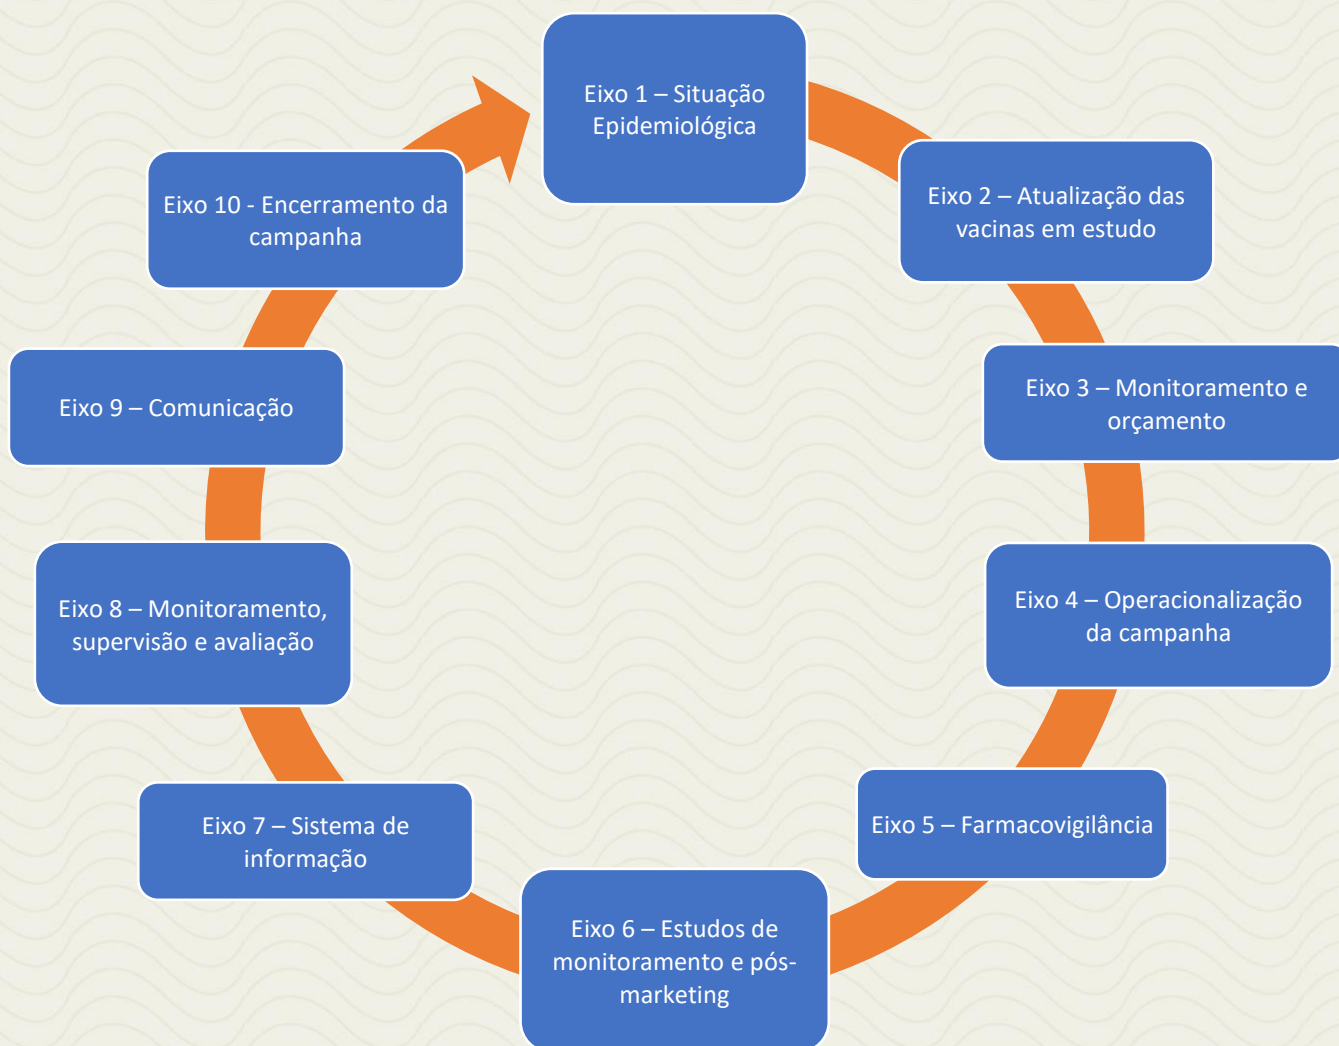 Eixo 1 – Situação
Epidemiológica
Eixo 2 – Atualização das
vacinas em estudo
Eixo 3 – Monitoramento e
orçamento
Eixo 4 – Operacionalização
da campanha
Eixo 5 – Farmacovigilância
Eixo 6 – Estudos de
monitoramento e pós-
marketing
Eixo 7 – Sistema de
informação
Eixo 8 – Monitoramento,
supervisão e avaliação
Eixo 9 – Comunicação
Eixo 10 - Encerramento da
campanha